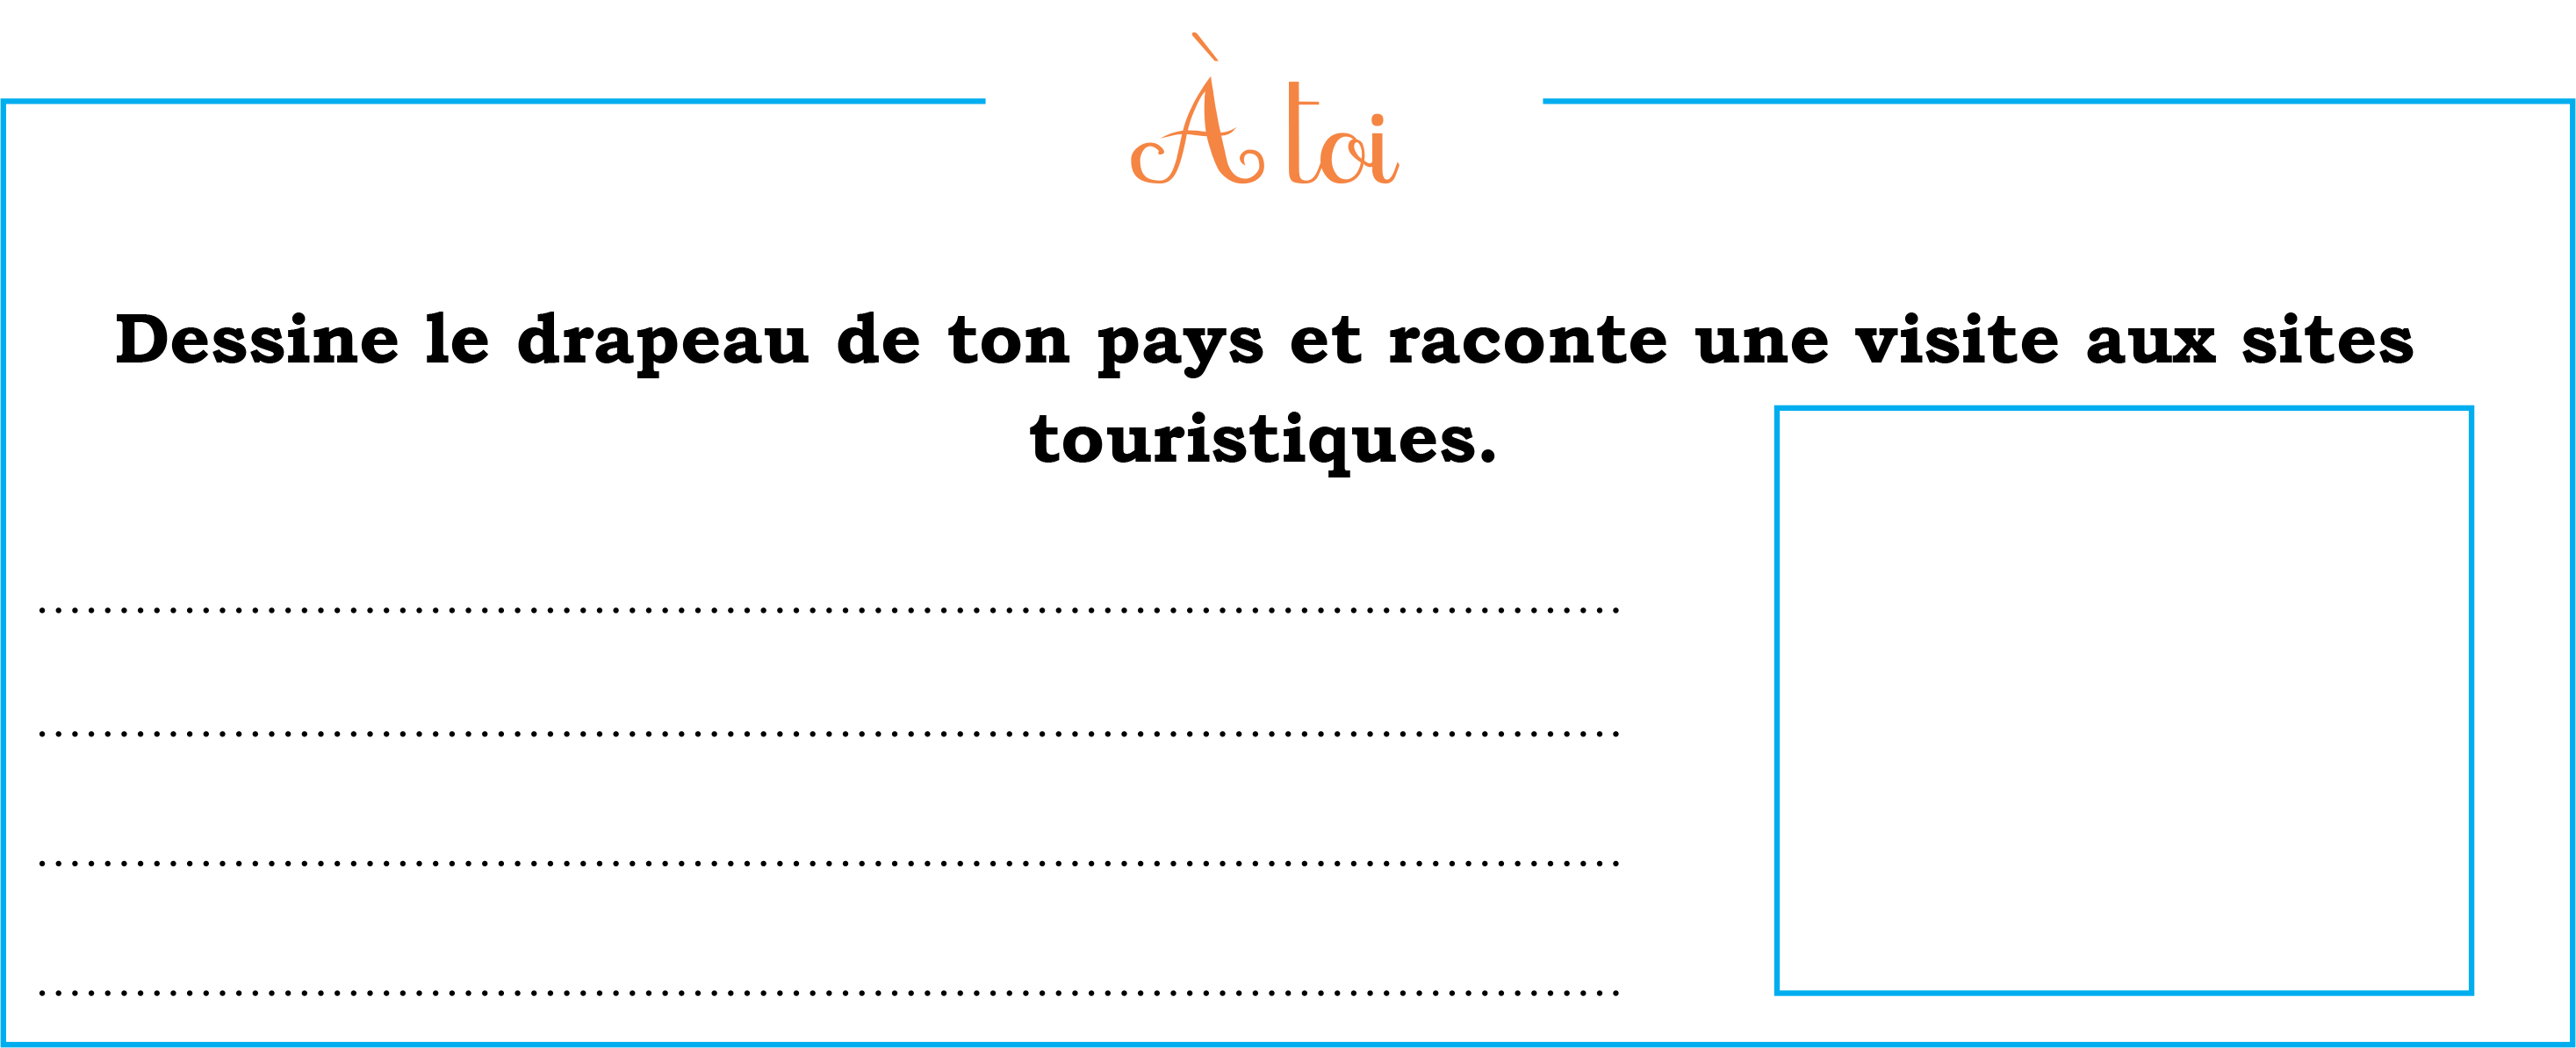 À toi
Dessine le drapeau de ton pays et raconte une visite aux sites
touristiques.